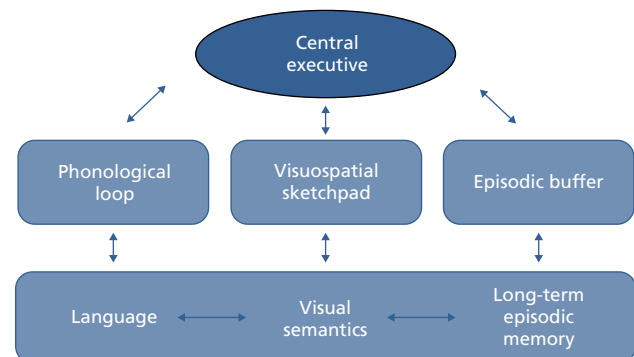 Central
executive
Phonological
loop
Visuospatial
sketchpad
Episodic buffer
Language
Visual
semantics
Long-term
episodic
memory